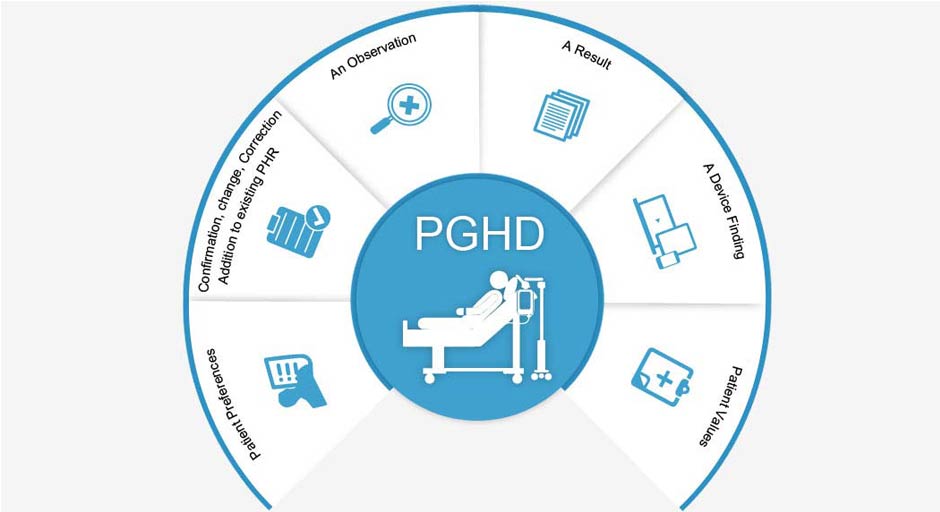 An Observation
A Result
Confirmation, change, Correction
Addition to existing PHR
A Device Finding
PGHD
Patient Preferences
Patient Values